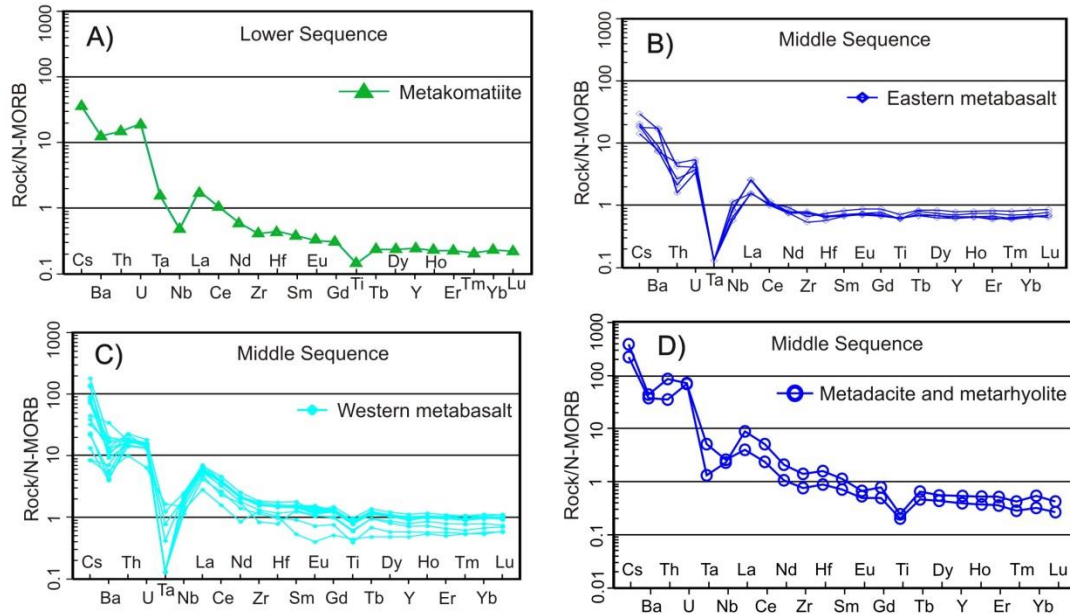 A)
Lower Sequence
Metakomatiite
Rock/N-MORB
1000
100
10
1
0.1
Cs Th Ta La Nd Hf Eu Ti Dy Ho Tm Lu
Ba U Nb Ce Zr Sm Gd Tb Y Er Yb
B)
Middle Sequence
Eastern metabasalt
Rock/N-MORB
1000
100
10
1
0.1
Cs Th Ta La Nd Hf Eu Ti Dy Ho Tm Lu
Ba U Nb Ce Zr Sm Gd Tb Y Er Yb
C)
Middle Sequence
Western metabasalt
Rock/N-MORB
1000
100
10
1
0.1
Cs Th Ta La Nd Hf Eu Ti Dy Ho Tm Lu
Ba U Nb Ce Zr Sm Gd Tb Y Er Yb
D)
Middle Sequence
Metadacite and metarhyolite
Rock/N-MORB
1000
100
10
1
0.1
0.01
Cs Th Ta La Nd Hf Eu Ti Dy Ho Tm Lu
Ba U Nb Ce Zr Sm Gd Tb Y Er Yb